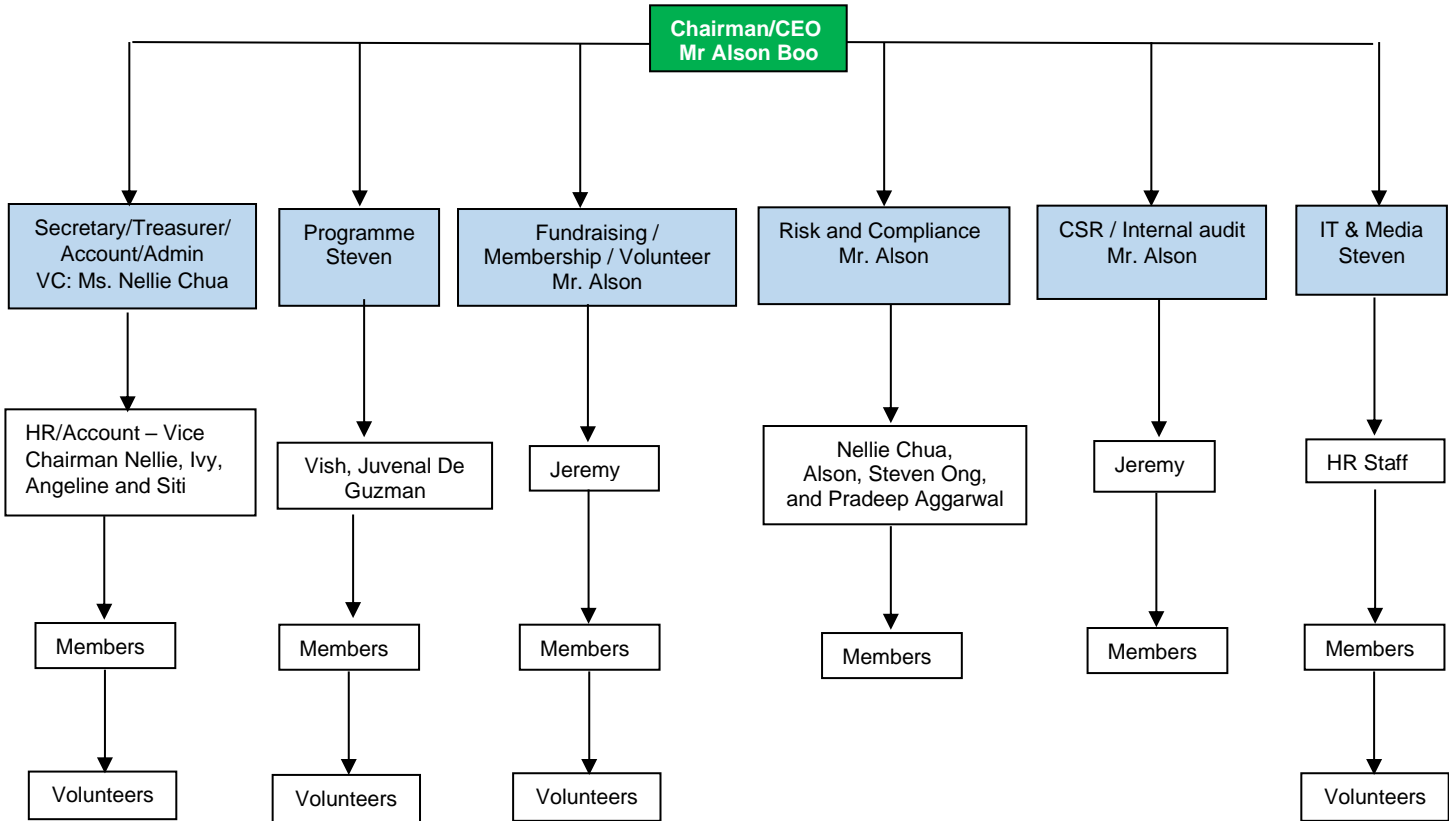 Chairman/CEO
Mr Alson Boo
Secretary/Treasurer/
Account/Admin
VC: Ms. Nellie Chua
Programme
Steven
Fundraising /
Membership / Volunteer
Mr. Alson
Risk and Compliance
Mr. Alson
CSR / Internal audit
Mr. Alson
IT & Media
Steven
HR/Account – Vice
Chairman Nellie, Ivy,
Angeline and Siti
Vish, Juvenal De
Guzman
Jeremy
Nellie Chua,
Alson, Steven Ong,
and Pradeep Aggarwal
Jeremy
HR Staff
Members
Members
Members
Members
Members
Members
Volunteers
Volunteers
Volunteers
Volunteers